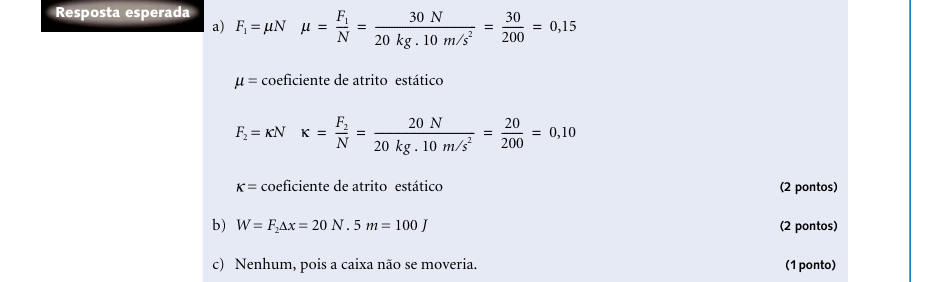 Resposta esperada
a) F₁ = μN μ = F₁/N = 30 N / 20 kg . 10 m/s² = 30/200 = 0,15
μ = coeficiente de atrito estático
F₂ = κN κ = F₂/N = 20 N / 20 kg . 10 m/s² = 20/200 = 0,10
κ = coeficiente de atrito estático (2 pontos)
b) W = F₂Δx = 20 N . 5 m = 100 J (2 pontos)
c) Nenhum, pois a caixa não se moveria. (1 ponto)